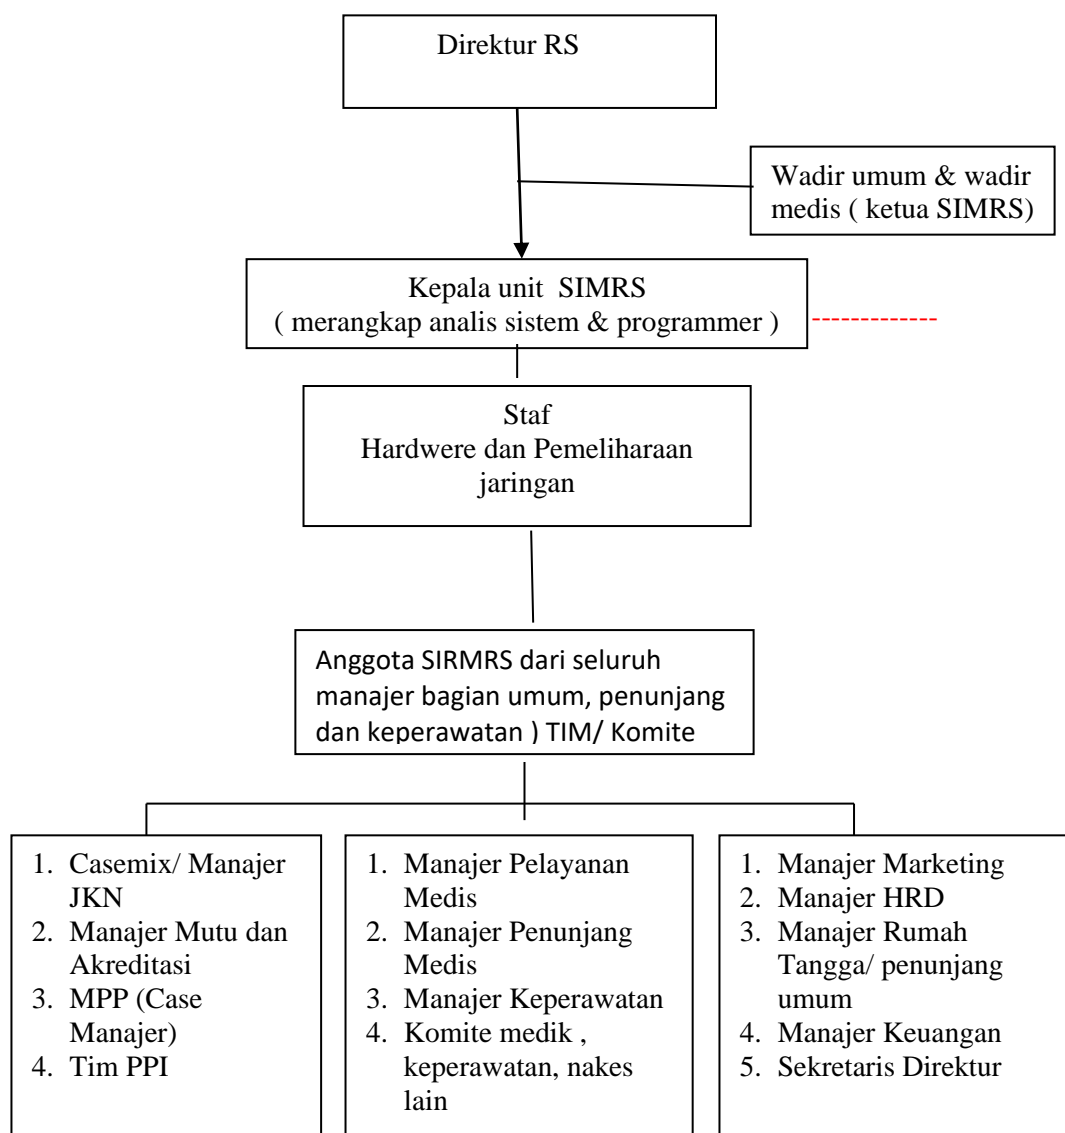 Direktur RS
Wadir umum & wadir
medis ( ketua SIMRS)
Kepala unit  SIMRS
( merangkap analis sistem & programmer )
Staf
Hardwere dan Pemeliharaan
jaringan
Anggota SIRMRS dari seluruh
manajer bagian umum, penunjang
dan keperawatan ) TIM/ Komite
1. Casemix/ Manajer
JKN
2. Manajer Mutu dan
Akreditasi
3. MPP (Case
Manajer)
4. Tim PPI
1. Manajer Pelayanan
Medis
2. Manajer Penunjang
Medis
3. Manajer Keperawatan
4. Komite medik ,
keperawatan, nakes
lain
1. Manajer Marketing
2. Manajer HRD
3. Manajer Rumah
Tangga/ penunjang
umum
4. Manajer Keuangan
5. Sekretaris Direktur